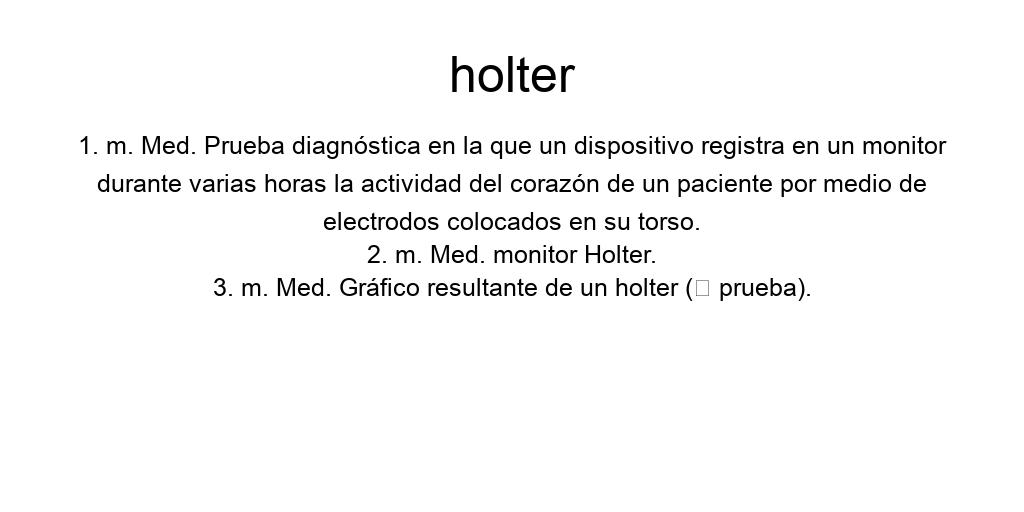 holter
1. m. Med. Prueba diagnóstica en la que un dispositivo registra en un monitor
durante varias horas la actividad del corazón de un paciente por medio de
electrodos colocados en su torso.
2. m. Med. monitor Holter.
3. m. Med. Gráfico resultante de un holter (□ prueba).